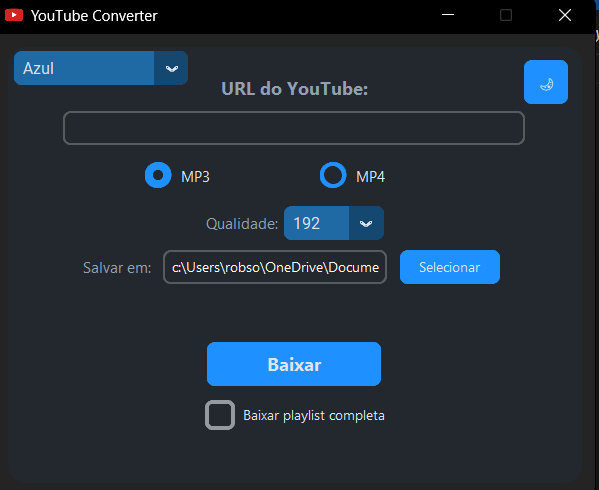 YouTube Converter
Azul
URL do YouTube:
MP3 MP4
Qualidade: 192
Salvar em: c:\Users\robso\OneDrive\Docume Selecionar
Baixar
Baixar playlist completa